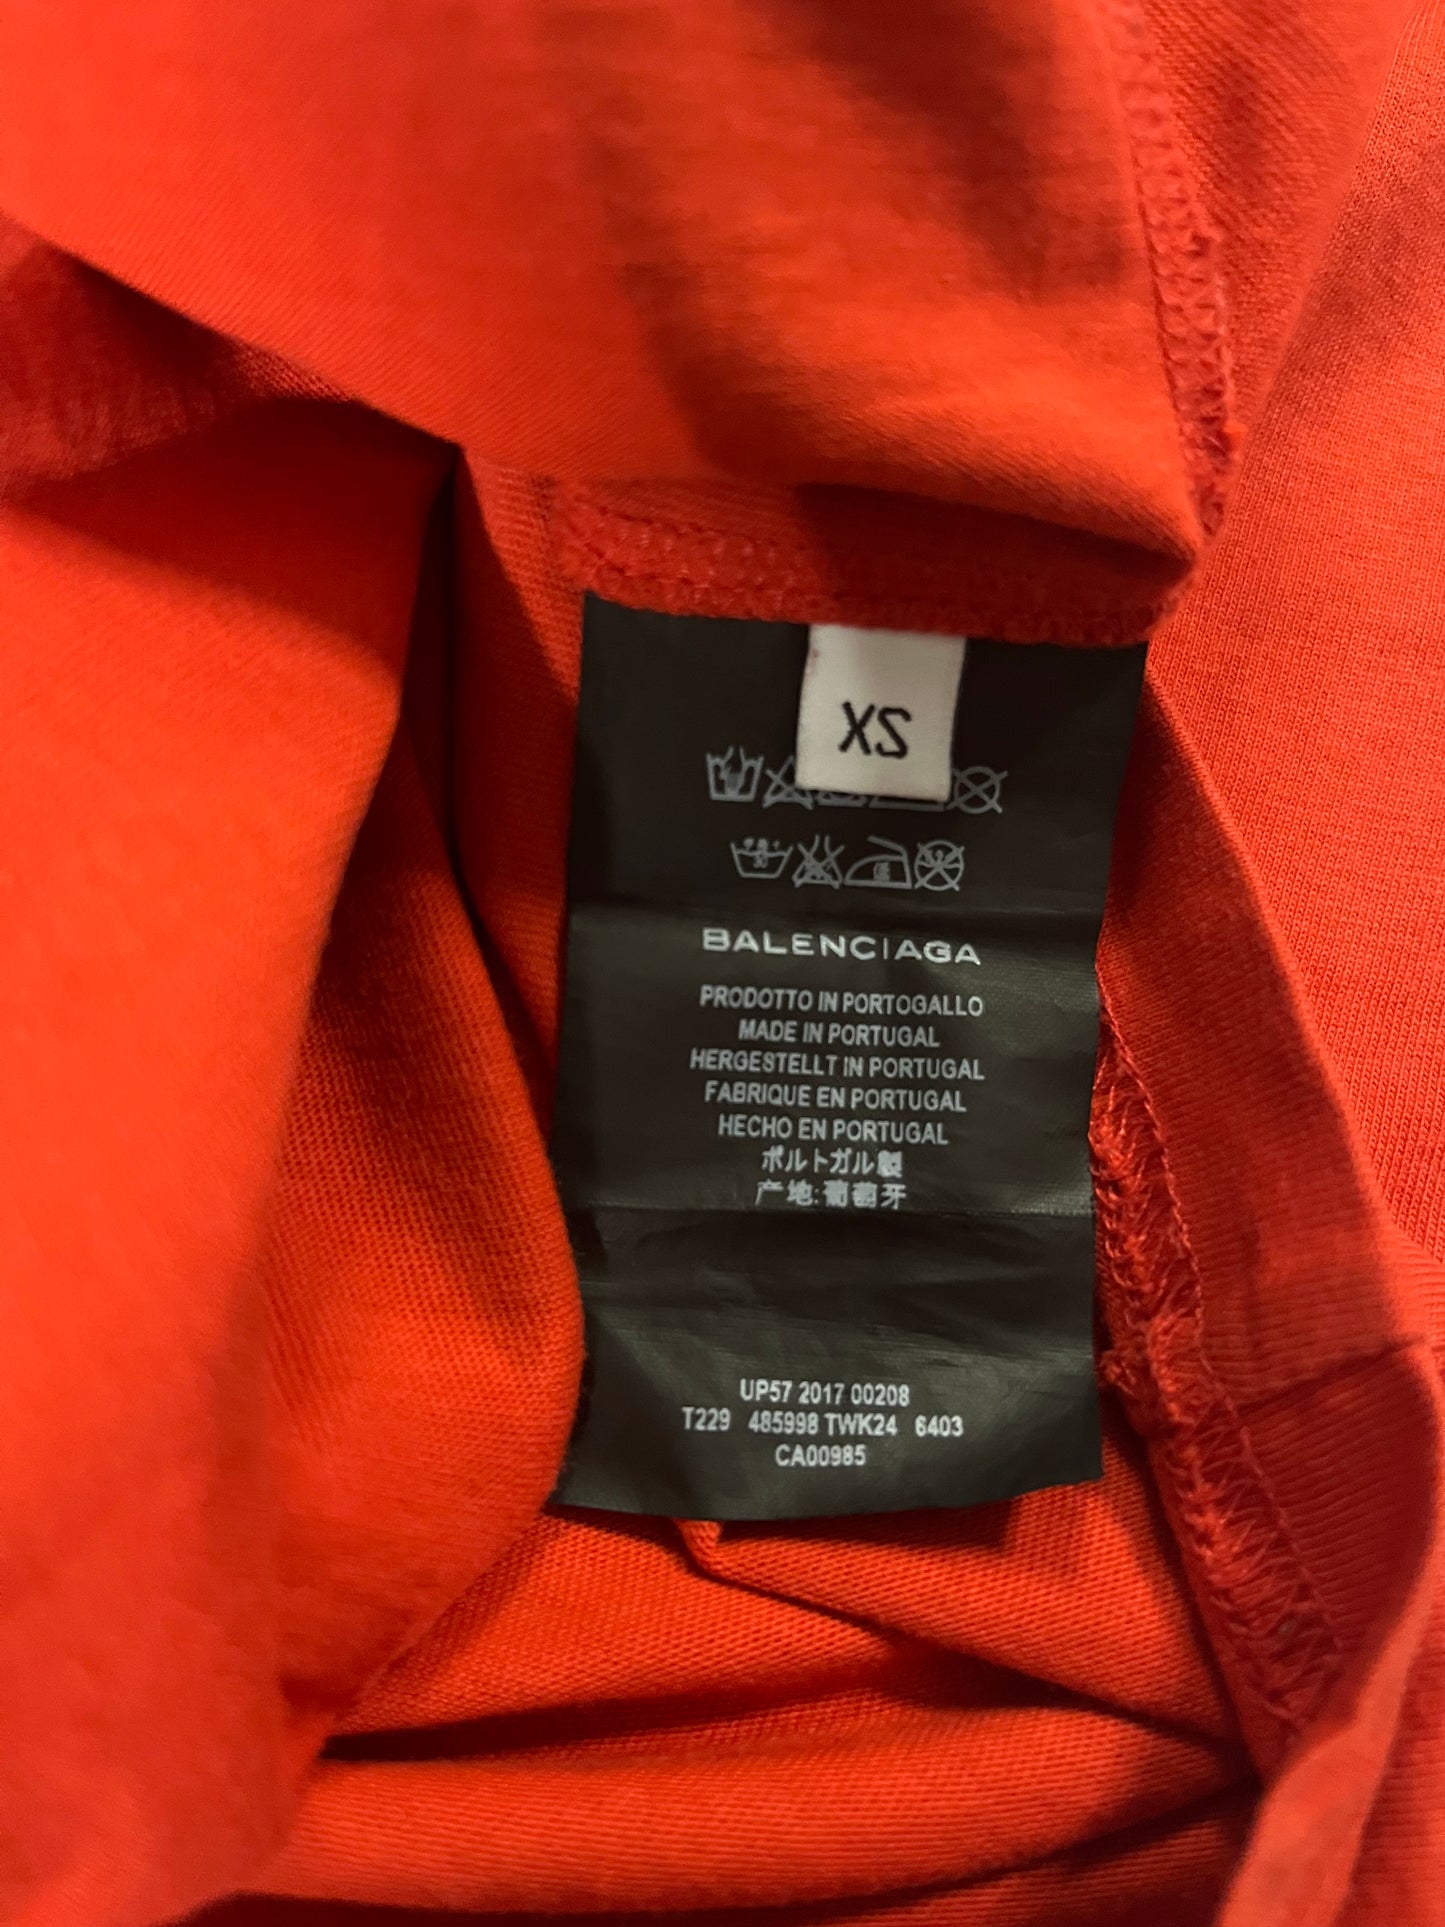 XS
BALENCIAGA
PRODOTTO IN PORTOGALLO
MADE IN PORTUGAL
HERGESTELLT IN PORTUGAL
FABRIQUE EN PORTUGAL
HECHO EN PORTUGAL
ポルトガル製
产地:葡萄牙
UP57 2017 00208
T229 485998 TWK24 6403
CA00985